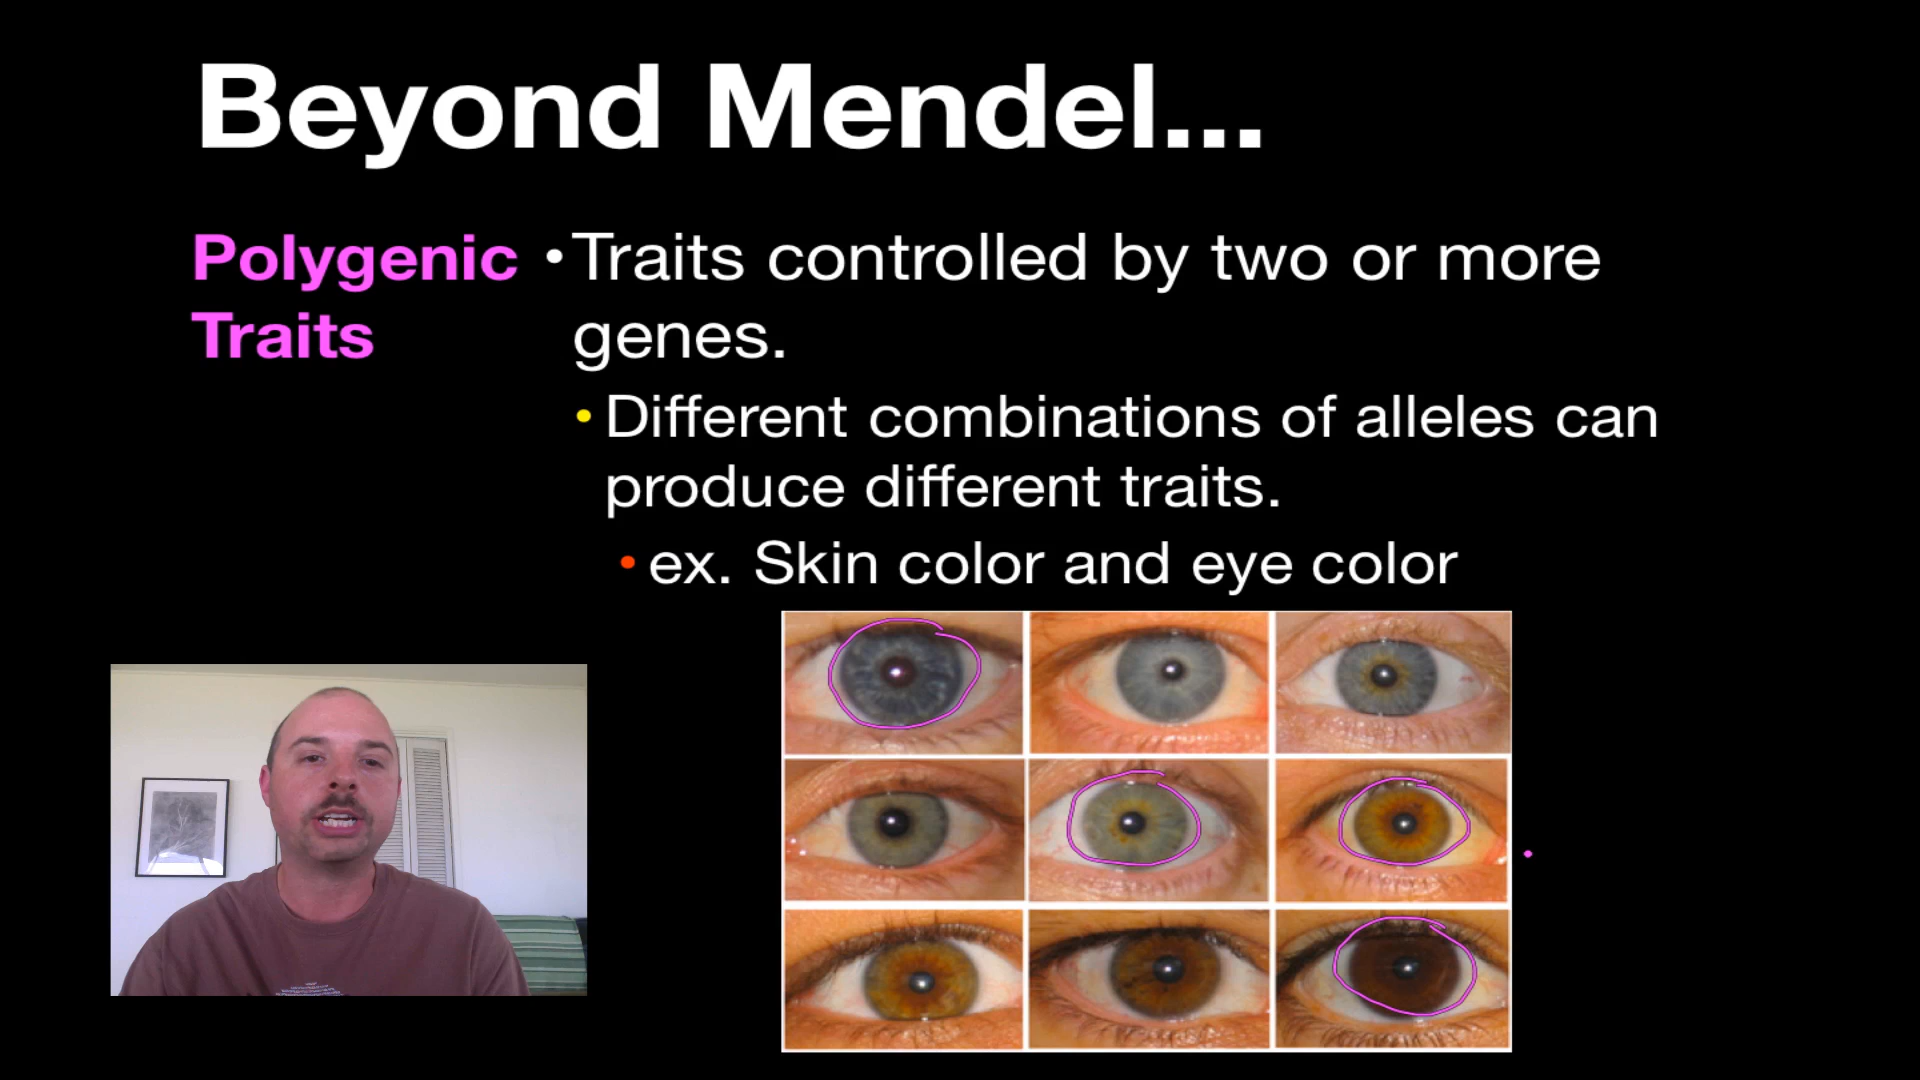 Beyond Mendel...
Polygenic
Traits
•Traits controlled by two or more
genes.
•Different combinations of alleles can
produce different traits.
•ex. Skin color and eye color